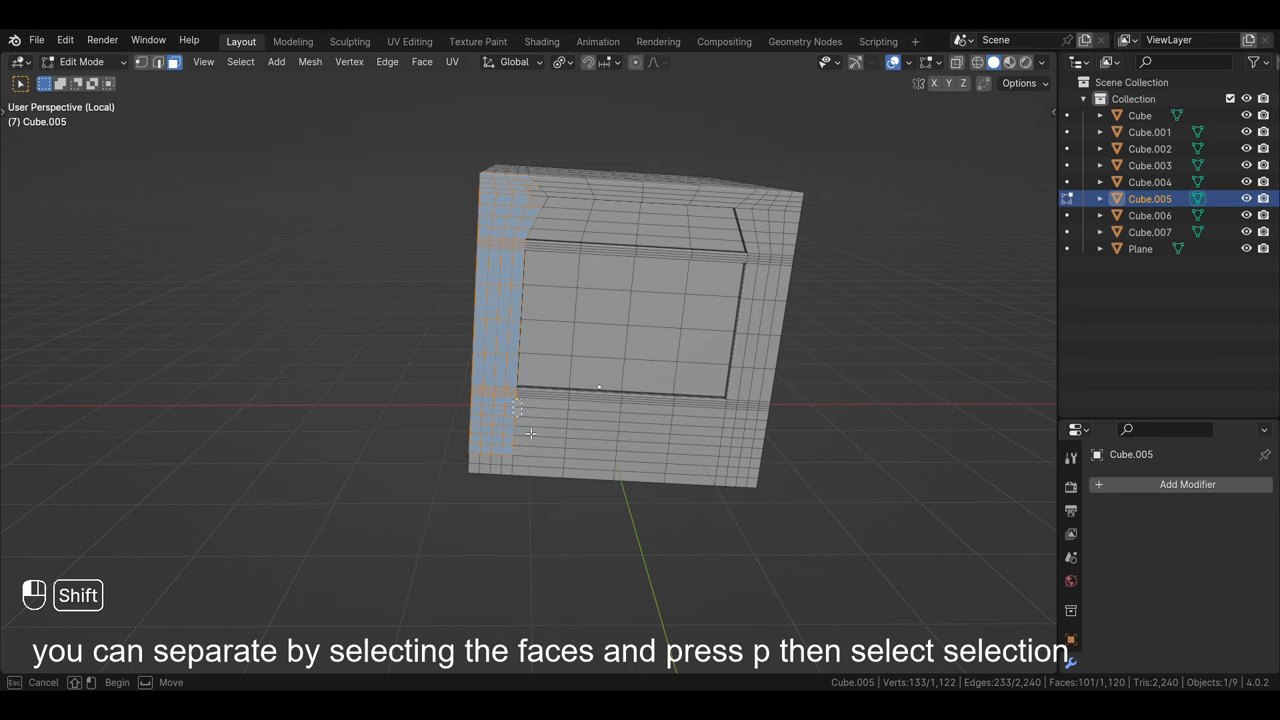 File Edit Render Window Help Layout Modeling Sculpting UV Editing Texture Paint Shading Animation Rendering Compositing Geometry Nodes Scripting + Scene ViewLayer
Edit Mode View Select Add Mesh Vertex Edge Face UV Global
X Y Z Options
User Perspective (Local)
(7) Cube.005
Scene Collection
Collection
Cube
Cube.001
Cube.002
Cube.003
Cube.004
Cube.005
Cube.006
Cube.007
Plane
Cube.005
+ Add Modifier
Shift
you can separate by selecting the faces and press p then select selection
Esc Cancel Begin Move Cube.005 | Verts:133/1,122 | Edges:233/2,240 | Faces:101/1,120 | Tris:2,240 | Objects:1/9 | 4.0.2